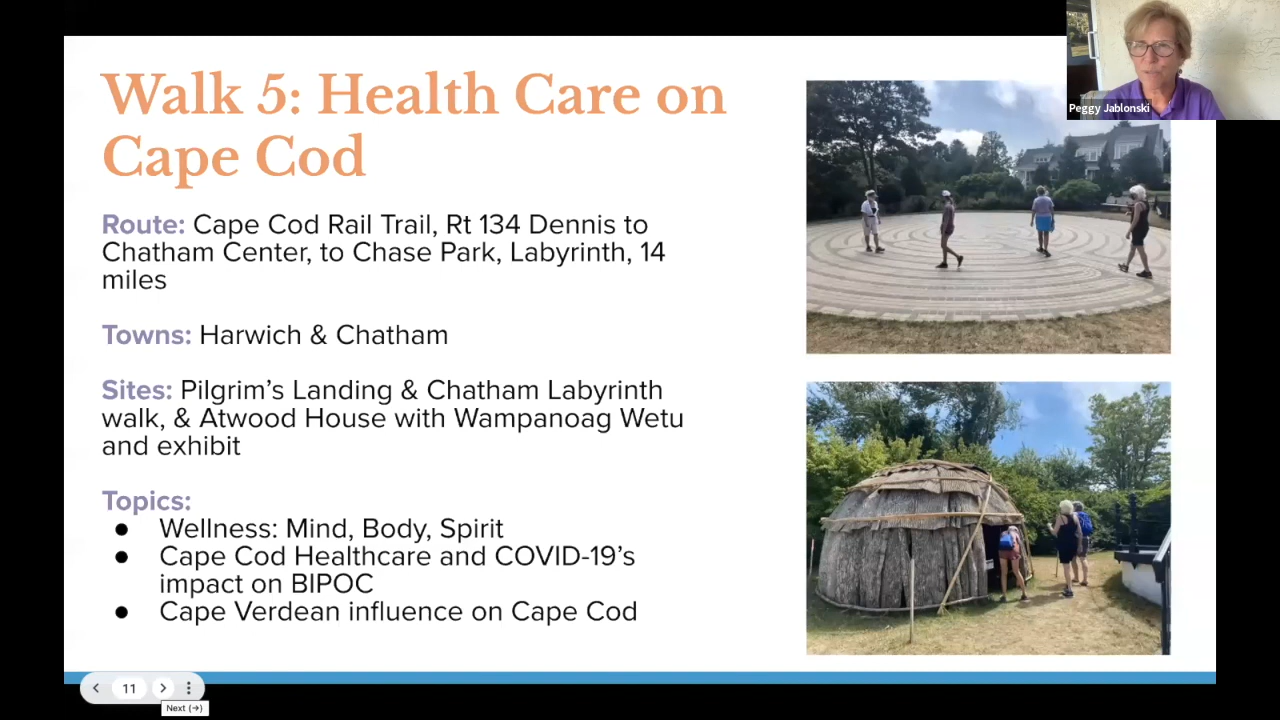 Walk 5: Health Care on
Cape Cod
Route: Cape Cod Rail Trail, Rt 134 Dennis to
Chatham Center, to Chase Park, Labyrinth, 14
miles
Towns: Harwich & Chatham
Sites: Pilgrim’s Landing & Chatham Labyrinth
walk, & Atwood House with Wampanoag Wetu
and exhibit
Topics:
● Wellness: Mind, Body, Spirit
● Cape Cod Healthcare and COVID-19’s
impact on BIPOC
● Cape Verdean influence on Cape Cod
Peggy Jablonski
11
Next (→)